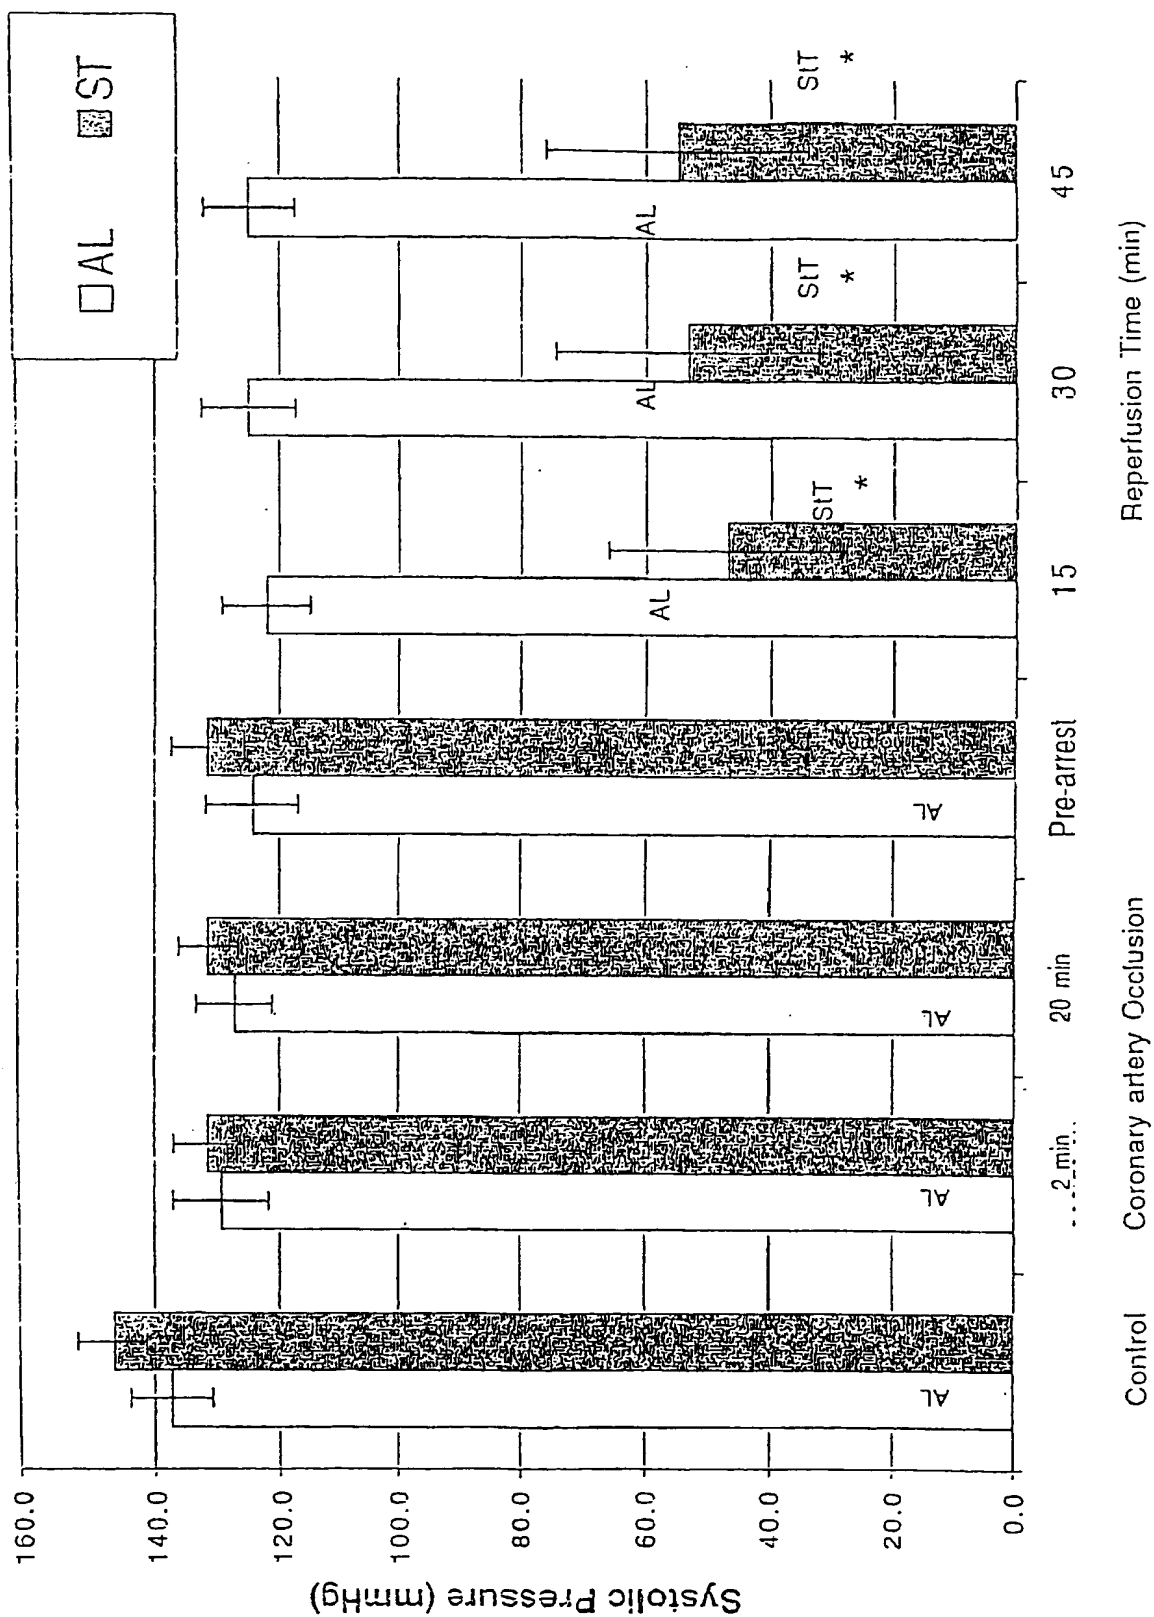 AL ST
Systolic Pressure (mmHg)
160.0
140.0
120.0
100.0
80.0
60.0
40.0
20.0
0.0
AL
AL
AL
AL
AL
StT
*
AL
StT
*
AL
StT
*
2 min
20 min
Pre-arrest
15
30
45
Control
Coronary artery Occlusion
Reperfusion Time (min)